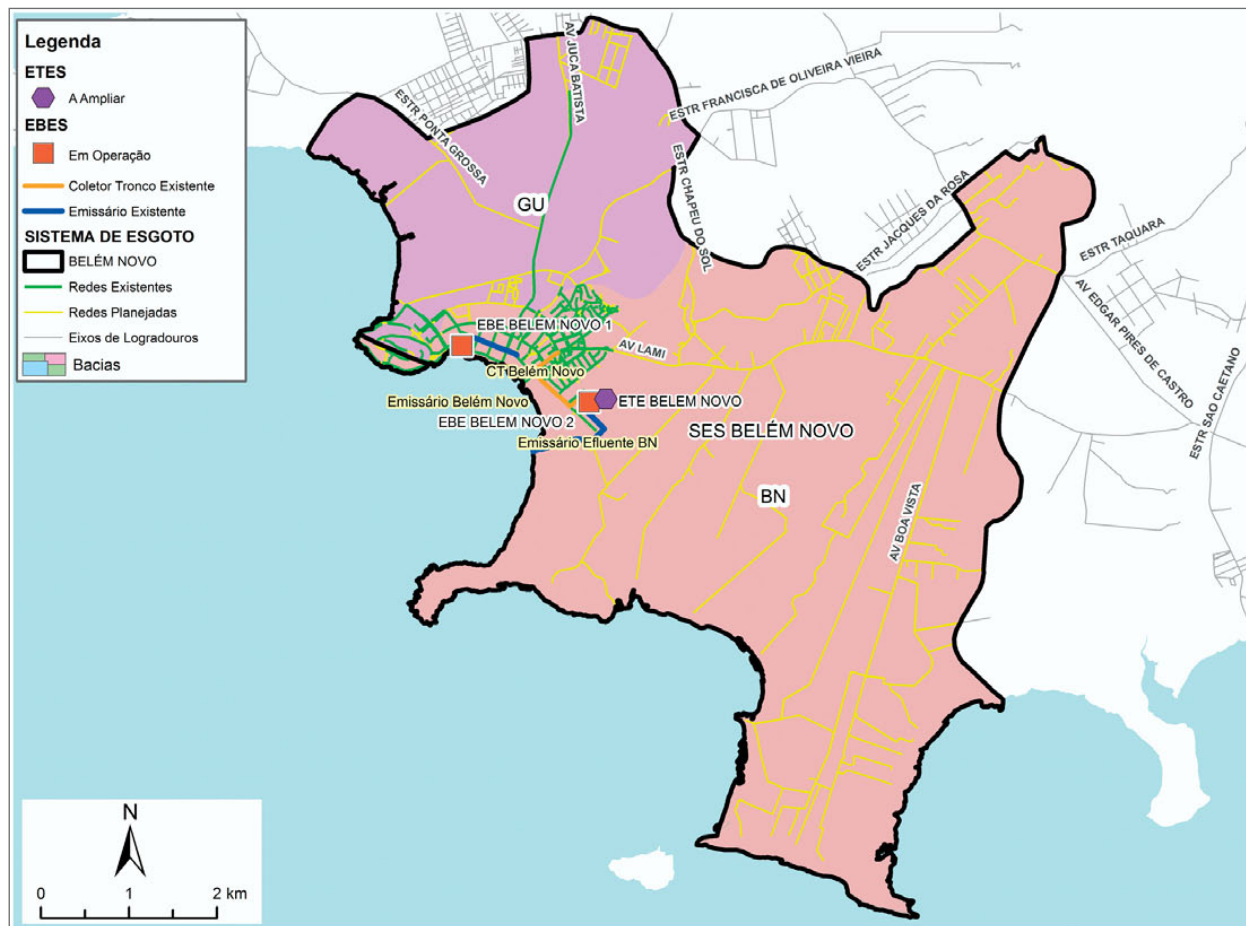 Legenda
ETES
A Ampliar
EBES
Em Operação
Coletor Tronco Existente
Emissário Existente
SISTEMA DE ESGOTO
BELÉM NOVO
Redes Existentes
Redes Planejadas
Eixos de Logradouros
Bacias
AV JUCA BATISTA
ESTR FRANCISCA DE OLIVEIRA VIEIRA
ESTR PONTA GROSSA
ESTR CHAPEU DO SOL
ESTR JACQUES DA ROSA
ESTR TAQUARA
AV EDGAR PIRES DE CASTRO
ESTR SÃO CAETANO
GU
EBE BELEM NOVO 1
AV LAMI
CT Belém Novo
Emissário Belém Novo
ETE BELEM NOVO
EBE BELEM NOVO 2
SES BELÉM NOVO
Emissário Efluente BN
BN
AV BOA VISTA
N
0 1 2 km